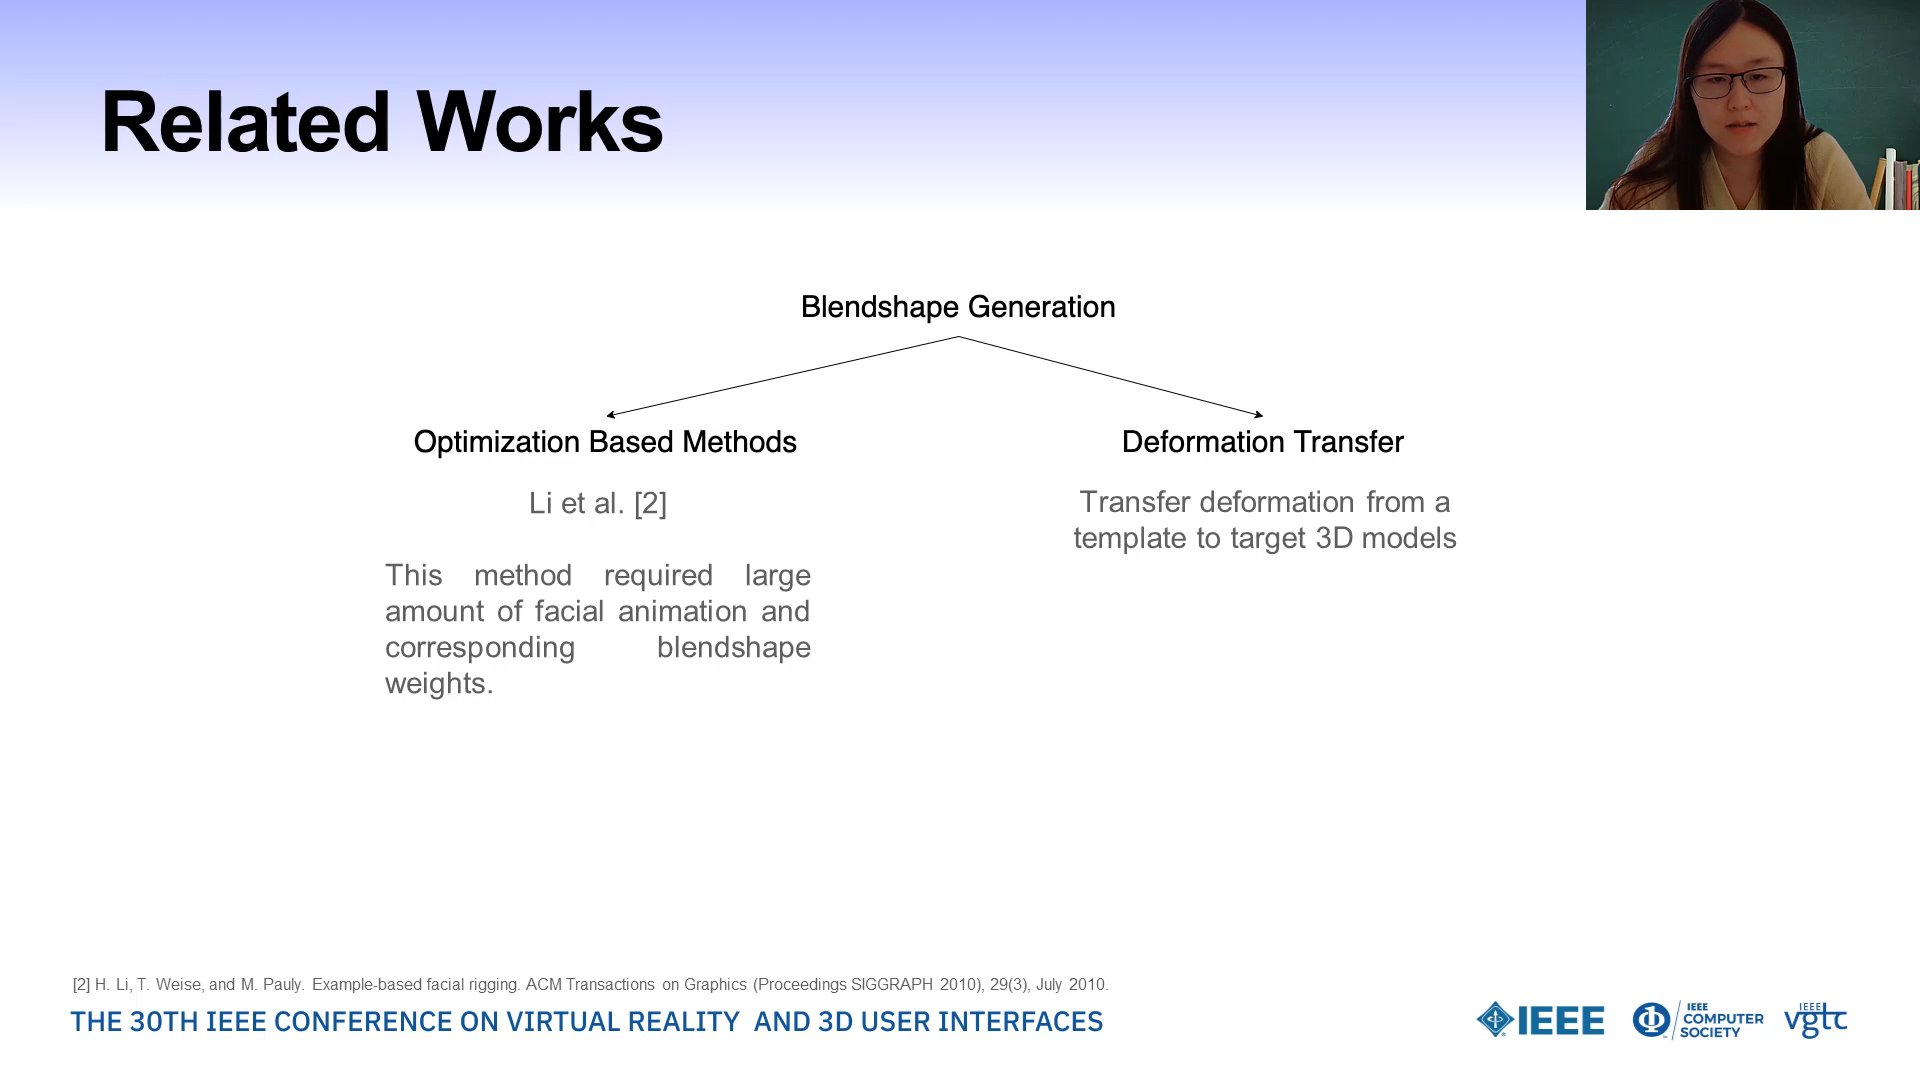 Related Works
Blendshape Generation
Optimization Based Methods
Li et al. [2]
This method required large
amount of facial animation and
corresponding blendshape
weights.
Deformation Transfer
Transfer deformation from a
template to target 3D models
[2] H. Li, T. Weise, and M. Pauly. Example-based facial rigging. ACM Transactions on Graphics (Proceedings SIGGRAPH 2010), 29(3), July 2010.
THE 30TH IEEE CONFERENCE ON VIRTUAL REALITY AND 3D USER INTERFACES
IEEE
IEEE
COMPUTER
SOCIETY
IEEE
vgtc